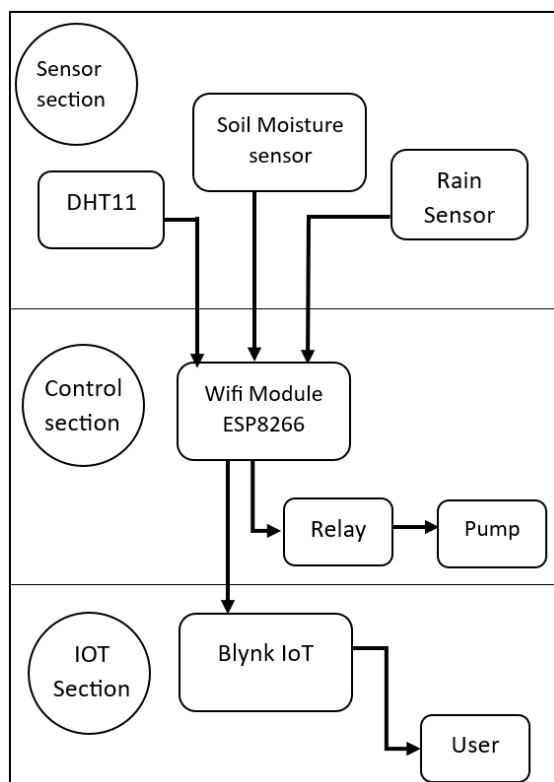 Sensor
section
Soil Moisture
sensor
DHT11
Rain
Sensor
Control
section
Wifi Module
ESP8266
Relay
Pump
IOT
Section
Blynk IoT
User